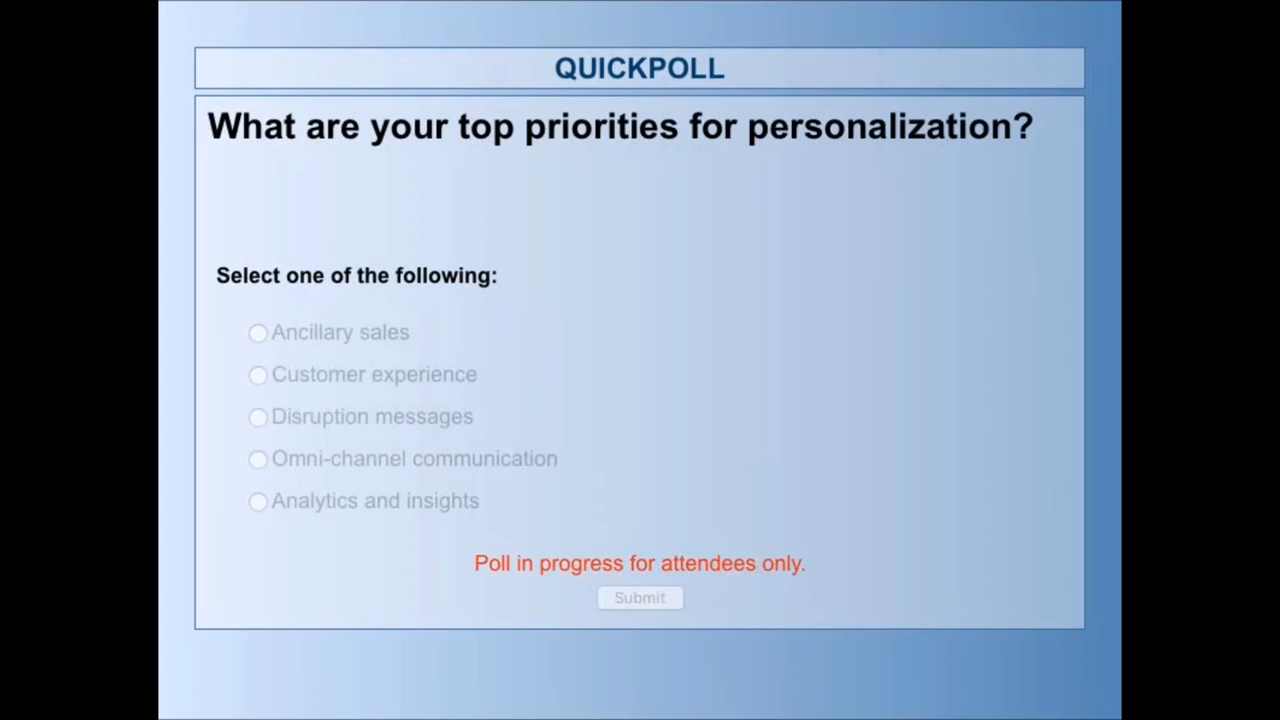 QUICKPOLL
What are your top priorities for personalization?
Select one of the following:
Ancillary sales
Customer experience
Disruption messages
Omni-channel communication
Analytics and insights
Poll in progress for attendees only.
Submit